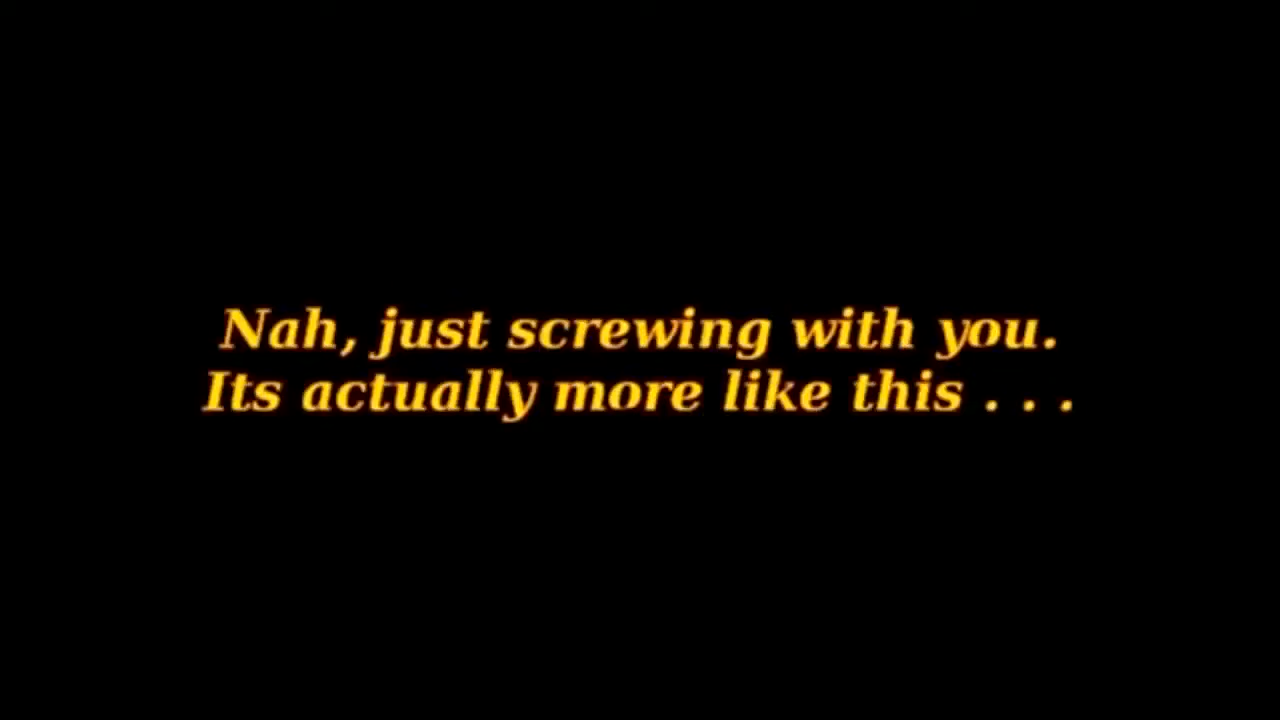 Nah, just screwing with you.
Its actually more like this . . .